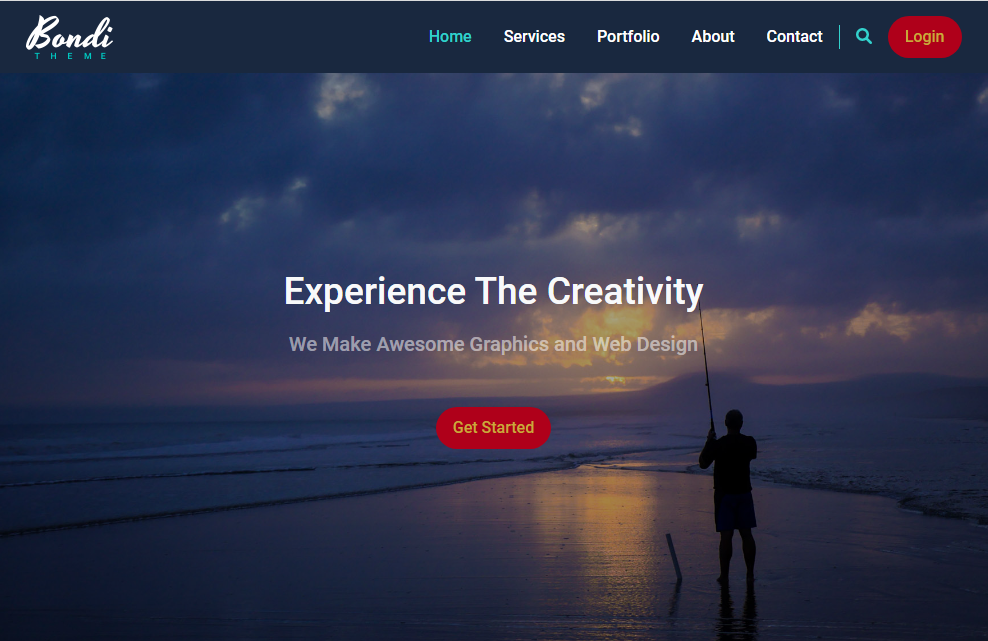 Bondi
THEME
Home Services Portfolio About Contact Login
Experience The Creativity
We Make Awesome Graphics and Web Design
Get Started